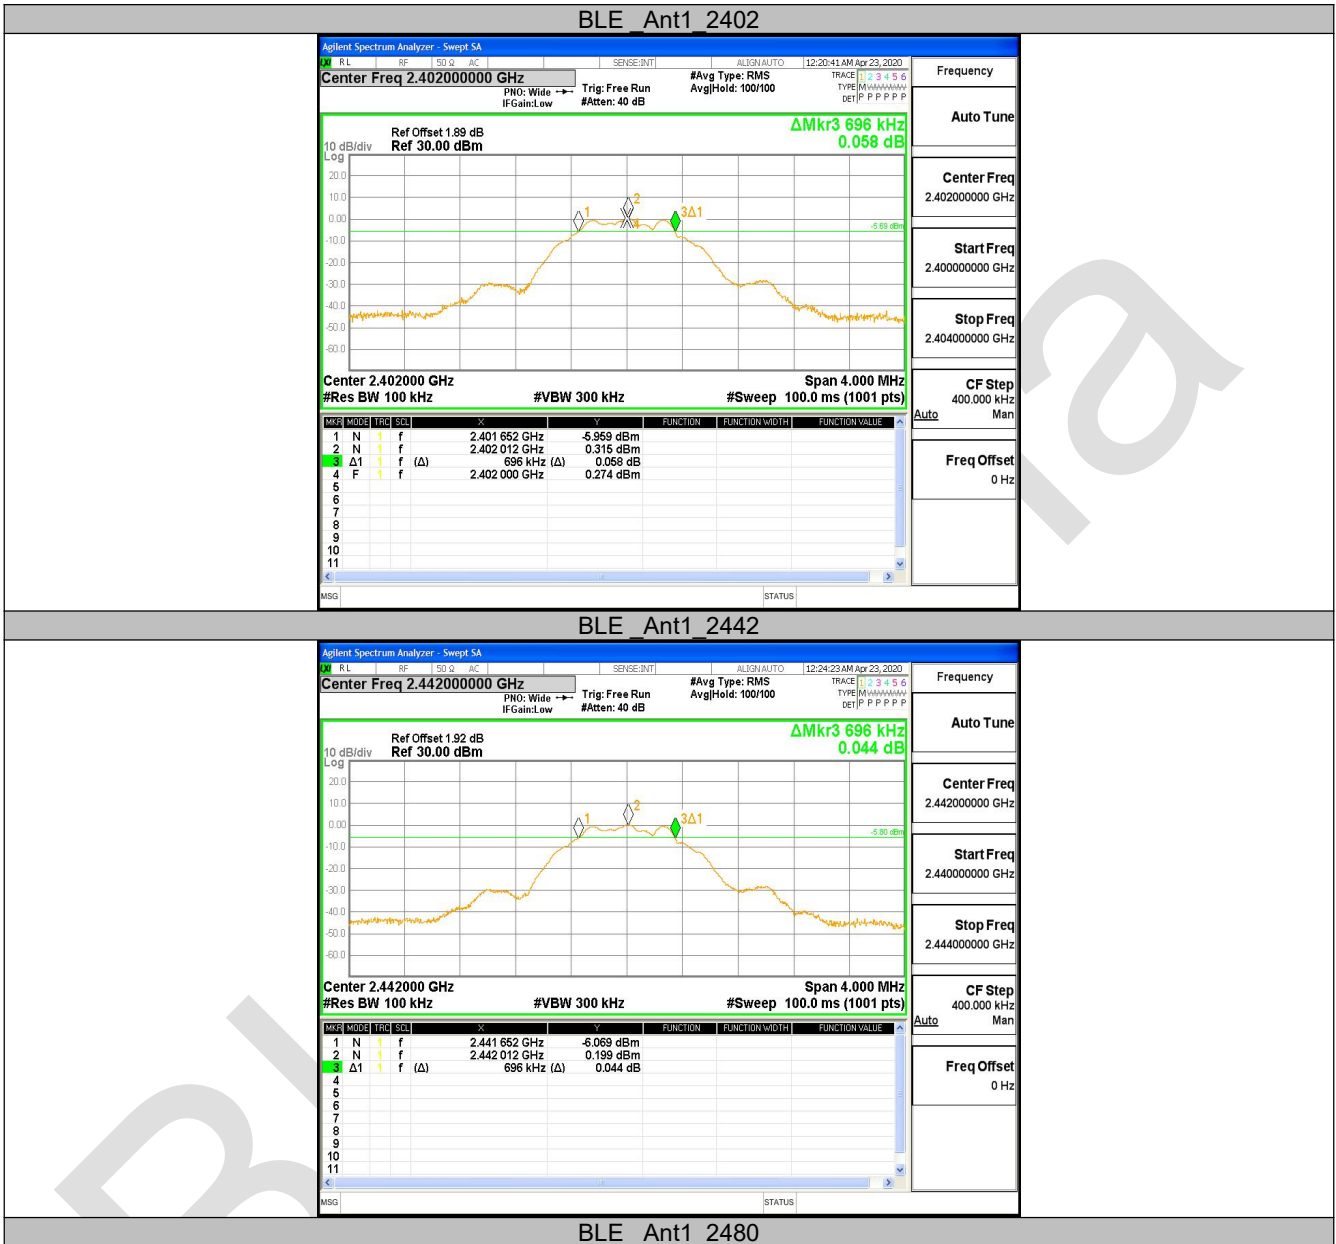 BLE _Ant1_2402
Agilent Spectrum Analyzer - Swept SA
RL RF 50 Ω AC SENSE:INT ALIGNAUTO 12:20:41 AM Apr 23, 2020
Center Freq 2.402000000 GHz
PNO: Wide
IFGain:Low
Trig: Free Run
#Atten: 40 dB
#Avg Type: RMS
Avg|Hold: 100/100
TRACE 1 2 3 4 5 6
TYPE M
DET P P P P P P
ΔMkr3 696 kHz
0.058 dB
Ref Offset 1.89 dB
10 dB/div Ref 30.00 dBm
Log
20.0
10.0
0.00
-10.0
-20.0
-30.0
-40.0
-50.0
-60.0
1
2
3Δ1
4
-5.69 dBm
Center 2.402000 GHz Span 4.000 MHz
#Res BW 100 kHz #VBW 300 kHz #Sweep 100.0 ms (1001 pts)
MKR MODE TRC SCL X Y FUNCTION FUNCTION WIDTH FUNCTION VALUE
1 N 1 f 2.401 652 GHz -5.959 dBm
2 N 1 f 2.402 012 GHz 0.315 dBm
3 Δ1 1 f (Δ) 696 kHz (Δ) 0.058 dB
4 F 1 f 2.402 000 GHz 0.274 dBm
5
6
7
8
9
10
11
MSG STATUS
Frequency
Auto Tune
Center Freq
2.402000000 GHz
Start Freq
2.400000000 GHz
Stop Freq
2.404000000 GHz
CF Step
400.000 kHz
Auto Man
Freq Offset
0 Hz
BLE _Ant1_2442
Agilent Spectrum Analyzer - Swept SA
RL RF 50 Ω AC SENSE:INT ALIGNAUTO 12:24:23 AM Apr 23, 2020
Center Freq 2.442000000 GHz
PNO: Wide
IFGain:Low
Trig: Free Run
#Atten: 40 dB
#Avg Type: RMS
Avg|Hold: 100/100
TRACE 1 2 3 4 5 6
TYPE M
DET P P P P P P
ΔMkr3 696 kHz
0.044 dB
Ref Offset 1.92 dB
10 dB/div Ref 30.00 dBm
Log
20.0
10.0
0.00
-10.0
-20.0
-30.0
-40.0
-50.0
-60.0
1
2
3Δ1
-5.80 dBm
Center 2.442000 GHz Span 4.000 MHz
#Res BW 100 kHz #VBW 300 kHz #Sweep 100.0 ms (1001 pts)
MKR MODE TRC SCL X Y FUNCTION FUNCTION WIDTH FUNCTION VALUE
1 N 1 f 2.441 652 GHz -6.069 dBm
2 N 1 f 2.442 012 GHz 0.199 dBm
3 Δ1 1 f (Δ) 696 kHz (Δ) 0.044 dB
4
5
6
7
8
9
10
11
MSG STATUS
Frequency
Auto Tune
Center Freq
2.442000000 GHz
Start Freq
2.440000000 GHz
Stop Freq
2.444000000 GHz
CF Step
400.000 kHz
Auto Man
Freq Offset
0 Hz
BLE _Ant1_2480